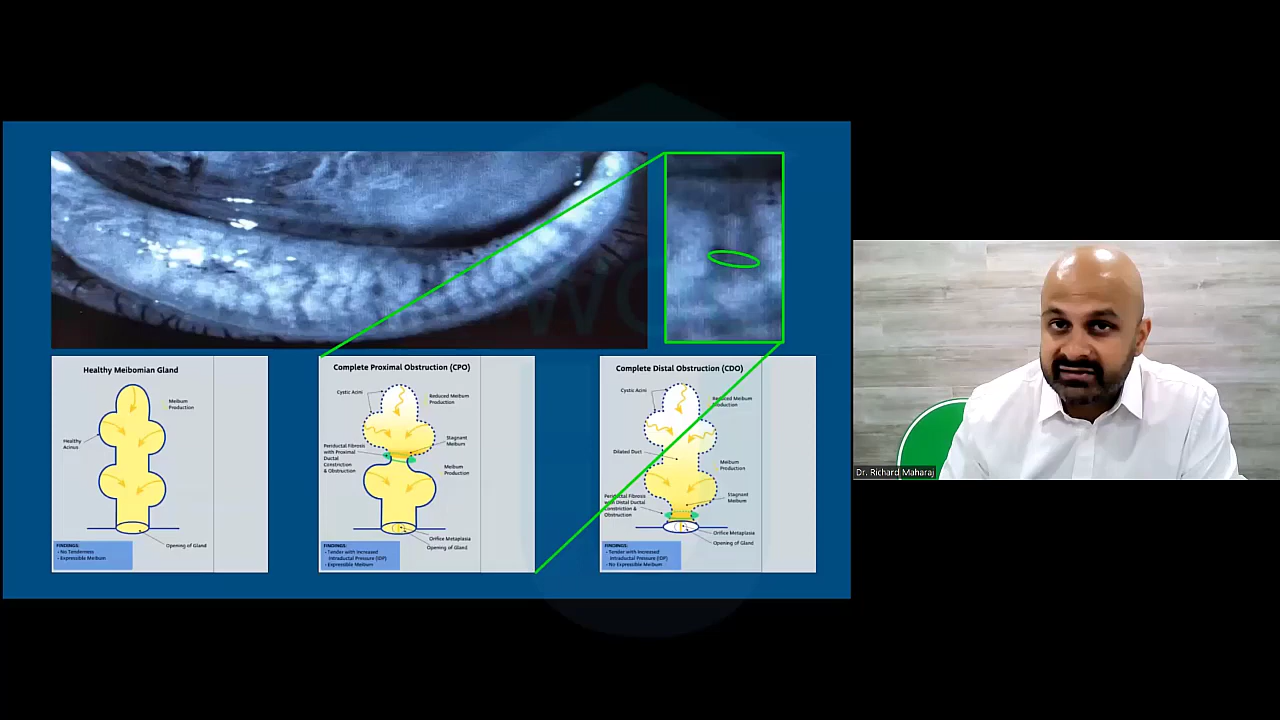 Healthy Meibomian Gland
Meibum
Production
Healthy
Acinus
Opening of Gland
FINDINGS:
- No Tenderness
- Expressible Meibum
Complete Proximal Obstruction (CPO)
Cystic Acini
Reduced Meibum
Production
Stagnant
Meibum
Periductal Fibrosis
with Proximal
Ductal
Constriction
& Obstruction
Meibum
Production
Orifice Metaplasia
Opening of Gland
FINDINGS:
- Tender with Increased
Intraductal Pressure (IDP)
- Expressible Meibum
Complete Distal Obstruction (CDO)
Cystic Acini
Reduced Meibum
Production
Dilated Duct
Meibum
Production
Periductal Fibrosis
with Distal Ductal
Constriction &
Obstruction
Stagnant
Meibum
Orifice Metaplasia
Opening of Gland
FINDINGS:
- Tender with Increased
Intraductal Pressure (IDP)
- No Expressible Meibum
Dr. Richard Maharaj